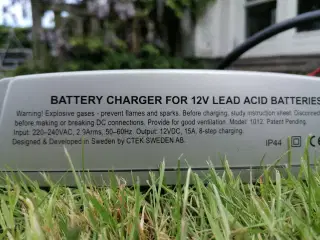 BATTERY CHARGER FOR 12V LEAD ACID BATTERIES
Warning! Explosive gases - prevent flames and sparks. Before charging, study instruction sheet. Disconnect
before making or breaking DC connections. Provide for good ventilation. Model: 1012. Patent Pending.
Input: 220-240VAC, 2.9Arms, 50-60Hz. Output: 12VDC, 15A, 8-step charging.
Designed & Developed in Sweden by CTEK SWEDEN AB.
IP44